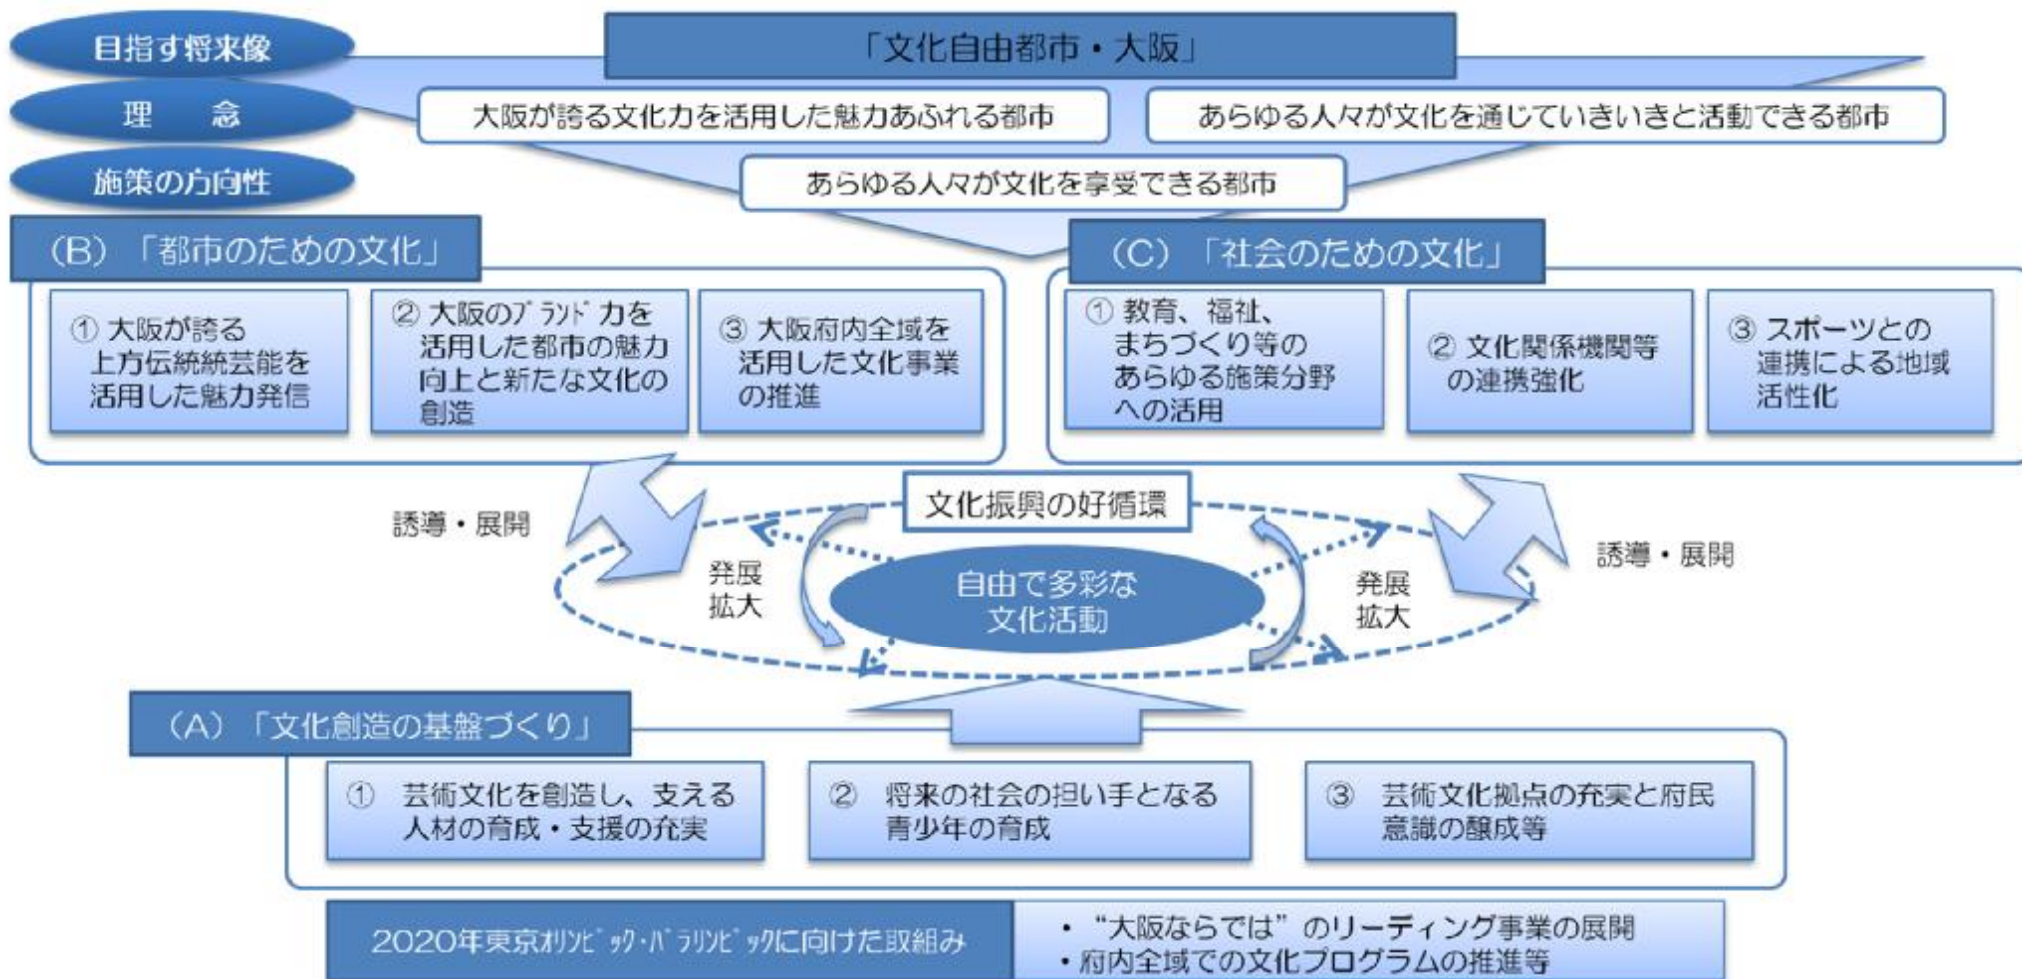 目指す将来像
「文化自由都市・大阪」
理　念
大阪が誇る文化力を活用した魅力あふれる都市
あらゆる人々が文化を通じていきいきと活動できる都市
施策の方向性
あらゆる人々が文化を享受できる都市
（B）「都市のための文化」
① 大阪が誇る
上方伝統統芸能を
活用した魅力発信
② 大阪のﾌﾞﾗﾝﾄﾞ力を
活用した都市の魅力
向上と新たな文化の
創造
③ 大阪府内全域を
活用した文化事業
の推進
（C）「社会のための文化」
① 教育、福祉、
まちづくり等の
あらゆる施策分野
への活用
② 文化関係機関等
の連携強化
③ スポーツとの
連携による地域
活性化
文化振興の好循環
誘導・展開
誘導・展開
発展
拡大
自由で多彩な
文化活動
発展
拡大
（A）「文化創造の基盤づくり」
①　芸術文化を創造し、支える
人材の育成・支援の充実
②　将来の社会の担い手となる
青少年の育成
③　芸術文化拠点の充実と府民
意識の醸成等
2020年東京ｵﾘﾝﾋﾟｯｸ･ﾊﾟﾗﾘﾝﾋﾟｯｸに向けた取組み
・“大阪ならでは”のリーディング事業の展開
・府内全域での文化プログラムの推進等